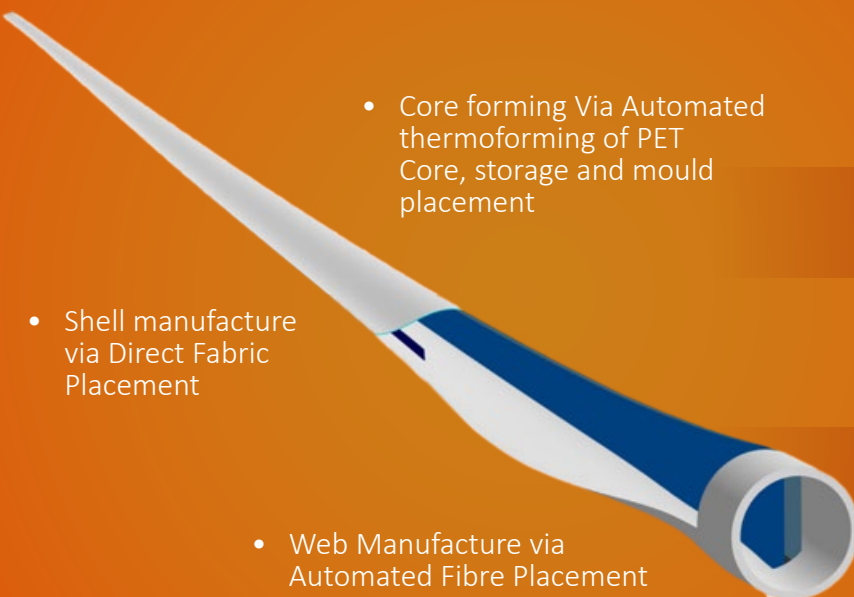 • Core forming Via Automated
thermoforming of PET
Core, storage and mould
placement
• Shell manufacture
via Direct Fabric
Placement
• Web Manufacture via
Automated Fibre Placement